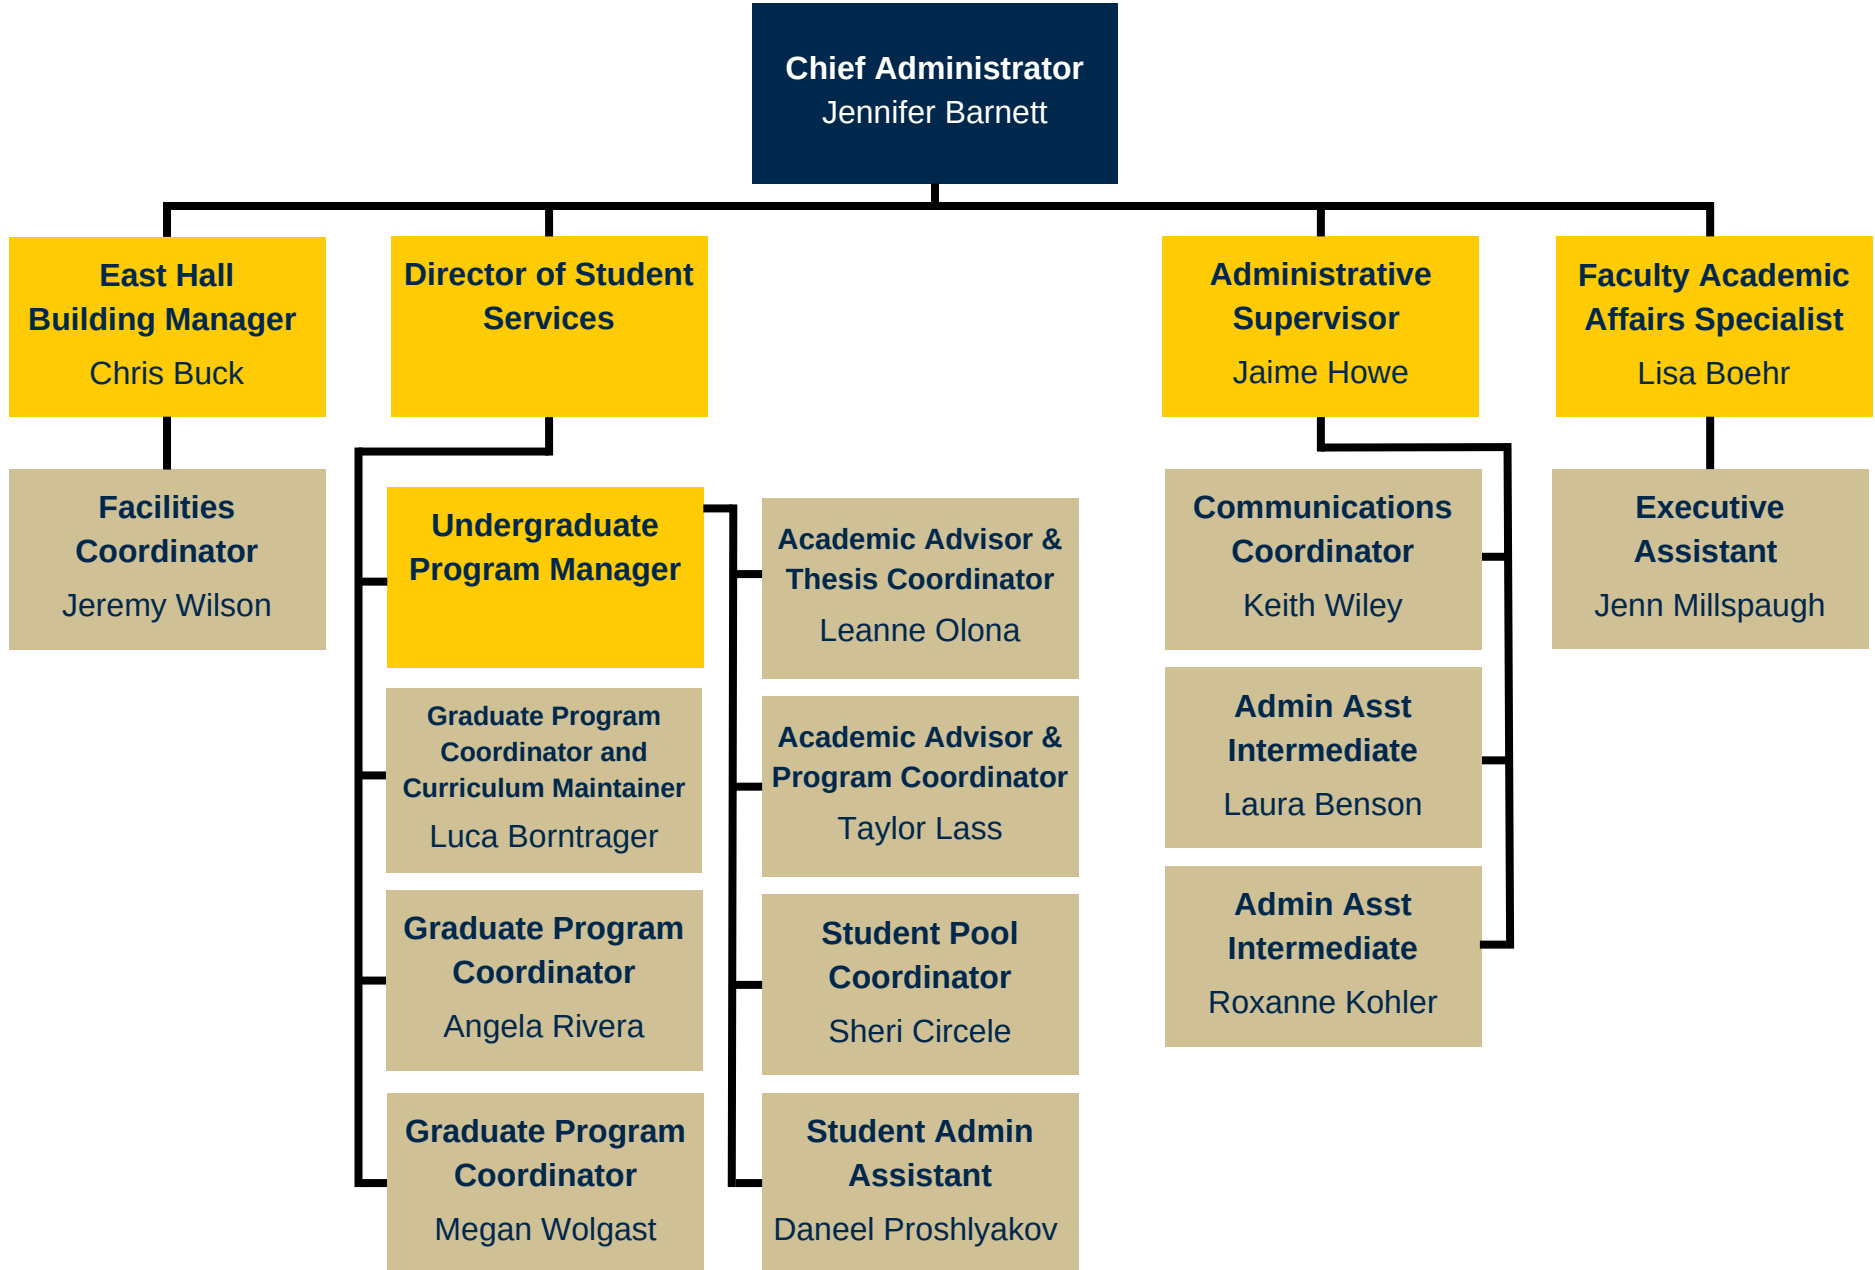 Chief Administrator
Jennifer Barnett
East Hall
Building Manager
Chris Buck
Director of Student
Services
Administrative
Supervisor
Jaime Howe
Faculty Academic
Affairs Specialist
Lisa Boehr
Facilities
Coordinator
Jeremy Wilson
Undergraduate
Program Manager
Graduate Program
Coordinator and
Curriculum Maintainer
Luca Borntrager
Graduate Program
Coordinator
Angela Rivera
Graduate Program
Coordinator
Megan Wolgast
Academic Advisor &
Thesis Coordinator
Leanne Olona
Academic Advisor &
Program Coordinator
Taylor Lass
Student Pool
Coordinator
Sheri Circele
Student Admin
Assistant
Daneel Proshlyakov
Communications
Coordinator
Keith Wiley
Admin Asst
Intermediate
Laura Benson
Admin Asst
Intermediate
Roxanne Kohler
Executive
Assistant
Jenn Millspaugh